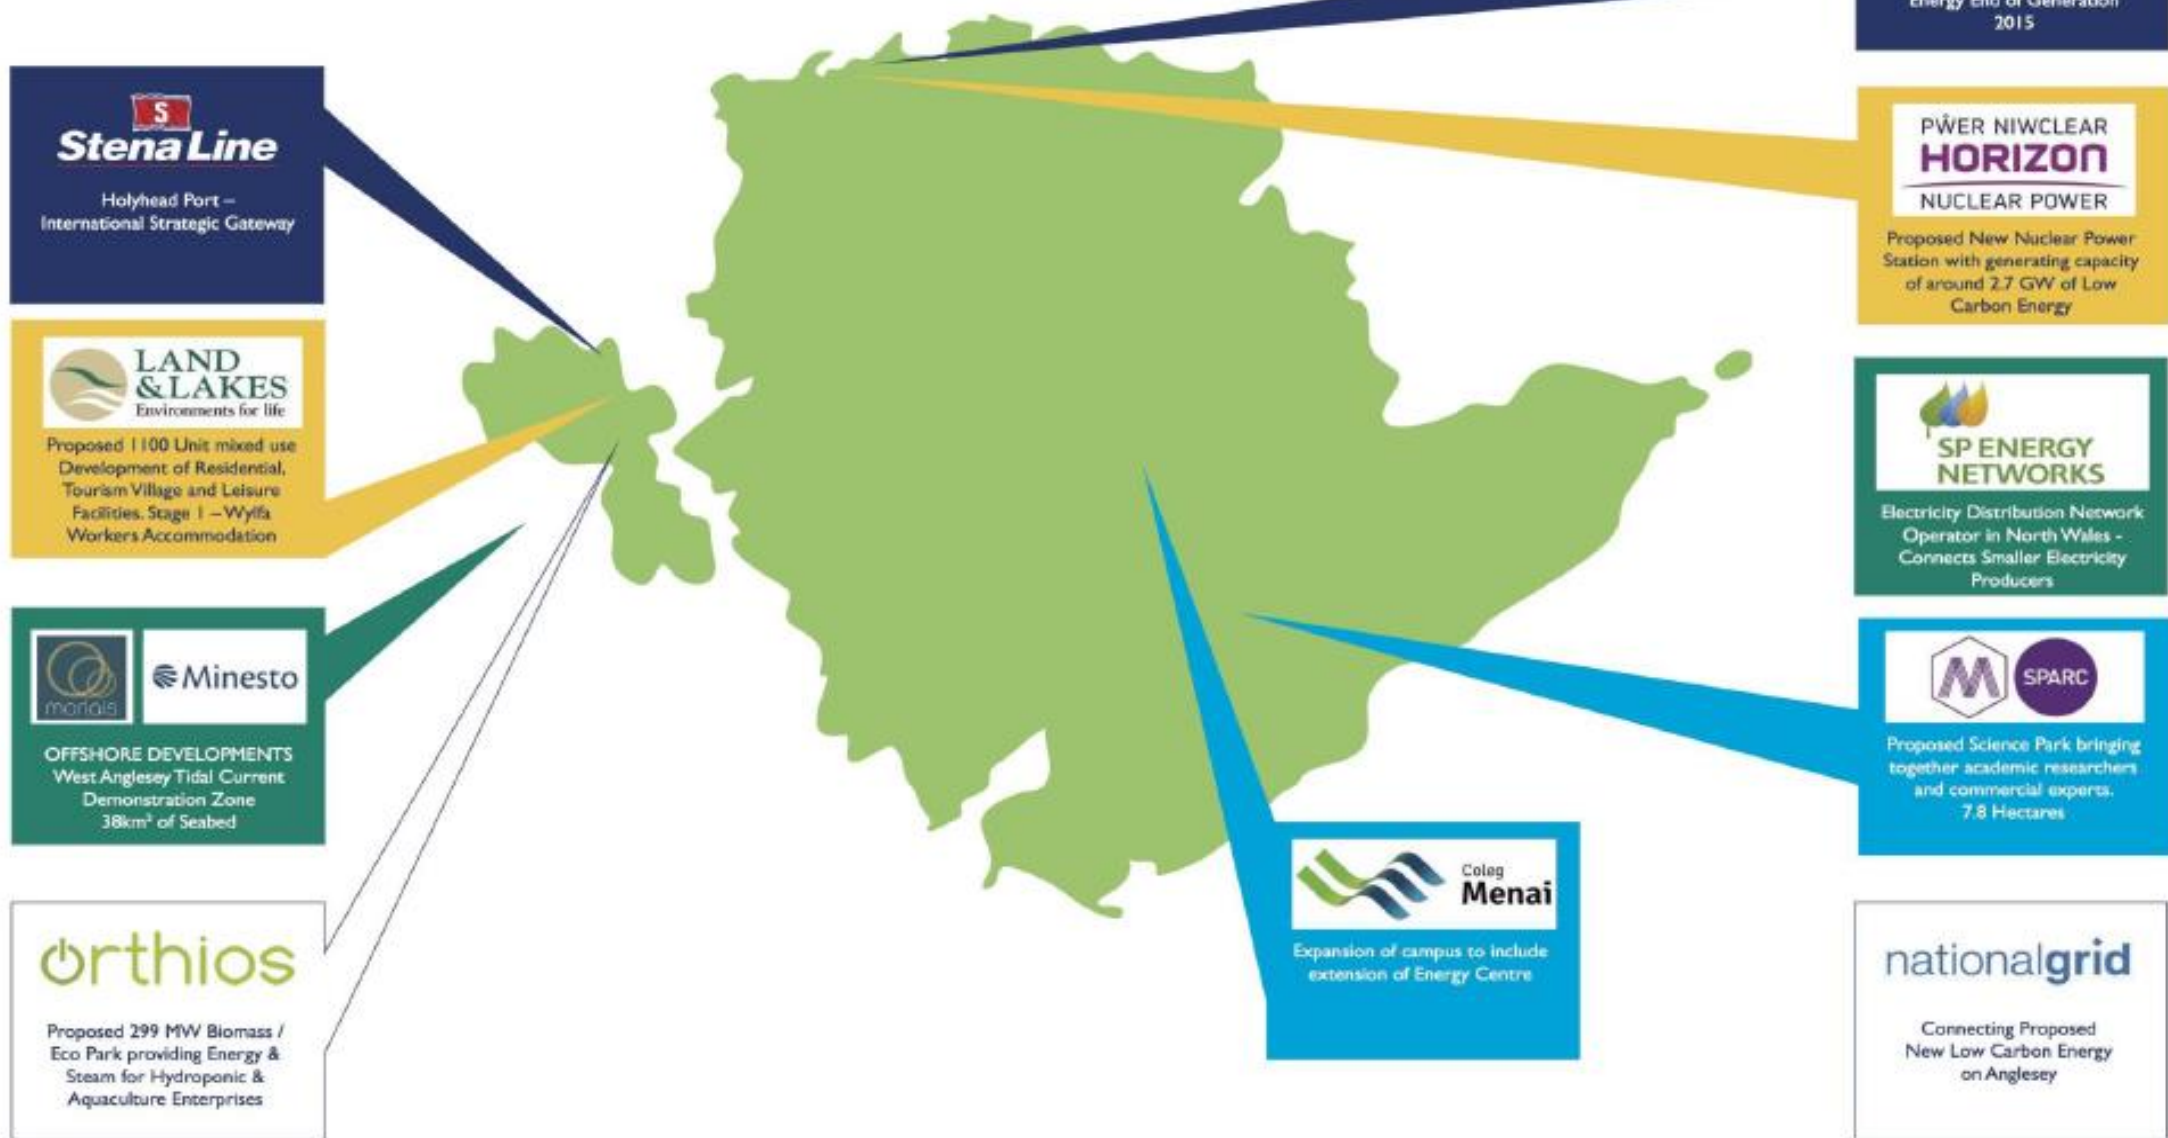 Energy End of Generation
2015
S
Stena Line
Holyhead Port –
International Strategic Gateway
PŴER NIWCLEAR
HORIZON
NUCLEAR POWER
Proposed New Nuclear Power
Station with generating capacity
of around 2.7 GW of Low
Carbon Energy
LAND
&LAKES
Environments for life
Proposed 1100 Unit mixed use
Development of Residential,
Tourism Village and Leisure
Facilities. Stage 1 – Wylfa
Workers Accommodation
SP ENERGY
NETWORKS
Electricity Distribution Network
Operator in North Wales -
Connects Smaller Electricity
Producers
morlais
Minesto
OFFSHORE DEVELOPMENTS
West Anglesey Tidal Current
Demonstration Zone
38km² of Seabed
M SPARC
Proposed Science Park bringing
together academic researchers
and commercial experts.
7.8 Hectares
Coleg
Menai
Expansion of campus to include
extension of Energy Centre
orthios
Proposed 299 MW Biomass /
Eco Park providing Energy &
Steam for Hydroponic &
Aquaculture Enterprises
nationalgrid
Connecting Proposed
New Low Carbon Energy
on Anglesey